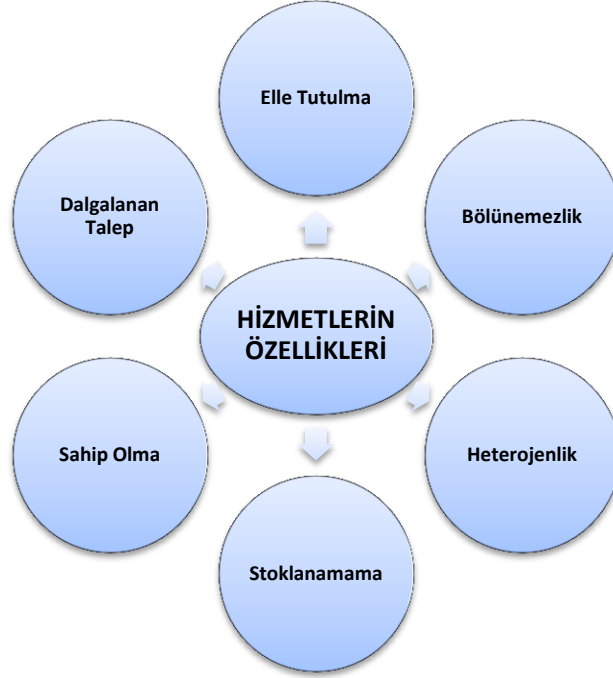 Elle Tutulma
Dalgalanan
Talep
Bölünemezlik
HİZMETLERİN
ÖZELLİKLERİ
Sahip Olma
Heterojenlik
Stoklanamama